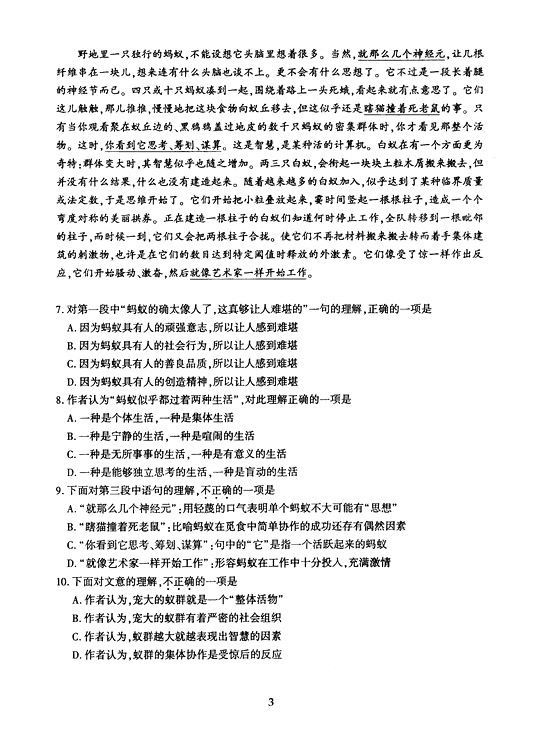 野地里一只独行的蚂蚁,不能设想它头脑里想着很多。当然,就那么几个神经元,让几根
纤维串在一块儿,想来连有什么头脑也谈不上。更不会有什么思想了。它不过是一段长着腿
的神经节而已。四只或十只蚂蚁凑到一起,围绕着路上一头死蛾,看起来就有点意思了。它们
这儿触触,那儿推推,慢慢地把这块食物向蚁丘移去,但这似乎还是瞎猫撞着死老鼠的事。只
有当你观看聚在蚁丘边的、黑鸦鸦盖过地皮的数千只蚂蚁的密集群体时,你才看见那整个活
物。这时,你看到它思考、筹划、谋算。这是智慧,是某种活的计算机。白蚁在有一个方面更为
奇特:群体变大时,其智慧似乎也随之增加。两三只白蚁,会衔起一块块土粒木屑搬来搬去,但
并没有什么结果,什么也没有建造起来。随着越来越多的白蚁加入,似乎达到了某种临界质量
或法定数,于是思维开始了。它们开始把小粒叠放起来,霎时间竖起一根根柱子,造成一个个
弯度对称的美丽拱券。正在建造一根柱子的白蚁们知道何时停止工作,全队转移到一根毗邻
的柱子,而时候一到,它们又会把两根柱子合拢。使它们不再把材料搬来搬去转而着手集体建
筑的刺激物,也许是在它们的数目达到特定阈值时释放的外激素。它们像受了惊一样作出反
应,它们开始骚动、激奋,然后就像艺术家一样开始工作。
7. 对第一段中“蚂蚁的确太像人了,这真够让人难堪的”一句的理解,正确的一项是
A. 因为蚂蚁具有人的顽强意志,所以让人感到难堪
B. 因为蚂蚁具有人的社会行为,所以让人感到难堪
C. 因为蚂蚁具有人的善良品质,所以让人感到难堪
D. 因为蚂蚁具有人的创造精神,所以让人感到难堪
8. 作者认为“蚂蚁似乎都过着两种生活”,对此理解正确的一项是
A. 一种是个体生活,一种是集体生活
B. 一种是宁静的生活,一种是喧闹的生活
C. 一种是无所事事的生活,一种是有意义的生活
D. 一种是能够独立思考的生活,一种是盲动的生活
9. 下面对第三段中语句的理解,不正确的一项是
A. “就那么几个神经元”:用轻蔑的口气表明单个蚂蚁不大可能有“思想”
B. “瞎猫撞着死老鼠”:比喻蚂蚁在觅食中简单协作的成功还存有偶然因素
C. “你看到它思考、筹划、谋算”:句中的“它”是指一个活跃起来的蚂蚁
D. “就像艺术家一样开始工作”:形容蚂蚁在工作中十分投入,充满激情
10. 下面对文意的理解,不正确的一项是
A. 作者认为,宠大的蚁群就是一个“整体活物”
B. 作者认为,宠大的蚁群有着严密的社会组织
C. 作者认为,蚁群越大就越表现出智慧的因素
D. 作者认为,蚁群的集体协作是受惊后的反应
3